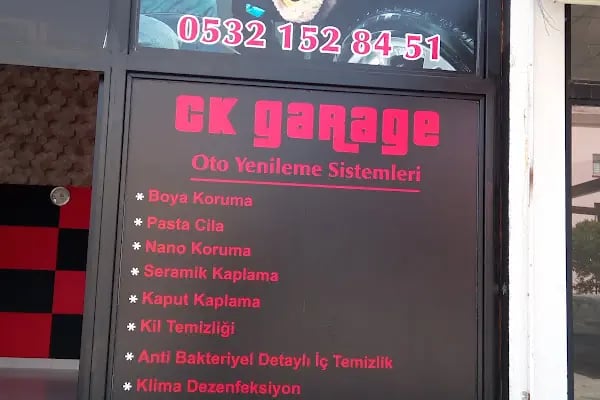 0532 152 84 51
CK garage
Oto Yenileme Sistemleri
* Boya Koruma
* Pasta Cila
* Nano Koruma
* Seramik Kaplama
* Kaput Kaplama
* Kil Temizliği
* Anti Bakteriyel Detaylı İç Temizlik
* Klima Dezenfeksiyon